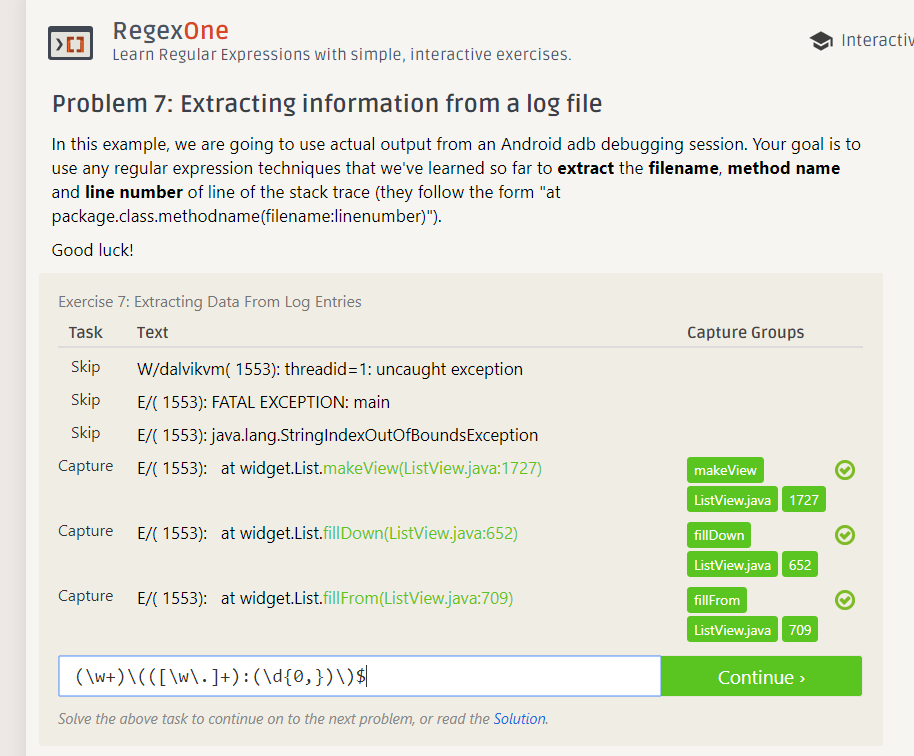 RegexOne
Learn Regular Expressions with simple, interactive exercises.
Interactiv
Problem 7: Extracting information from a log file
In this example, we are going to use actual output from an Android adb debugging session. Your goal is to
use any regular expression techniques that we've learned so far to extract the filename, method name
and line number of line of the stack trace (they follow the form "at
package.class.methodname(filename:linenumber)").
Good luck!
Exercise 7: Extracting Data From Log Entries
Task Text Capture Groups
Skip W/dalvikvm( 1553): threadid=1: uncaught exception
Skip E/( 1553): FATAL EXCEPTION: main
Skip E/( 1553): java.lang.StringIndexOutOfBoundsException
Capture E/( 1553):   at widget.List.makeView(ListView.java:1727) makeView
ListView.java 1727
Capture E/( 1553):   at widget.List.fillDown(ListView.java:652) fillDown
ListView.java 652
Capture E/( 1553):   at widget.List.fillFrom(ListView.java:709) fillFrom
ListView.java 709
(\w+)\(([\w\.]+):(\d{0,})\)$ Continue ›
Solve the above task to continue on to the next problem, or read the Solution.